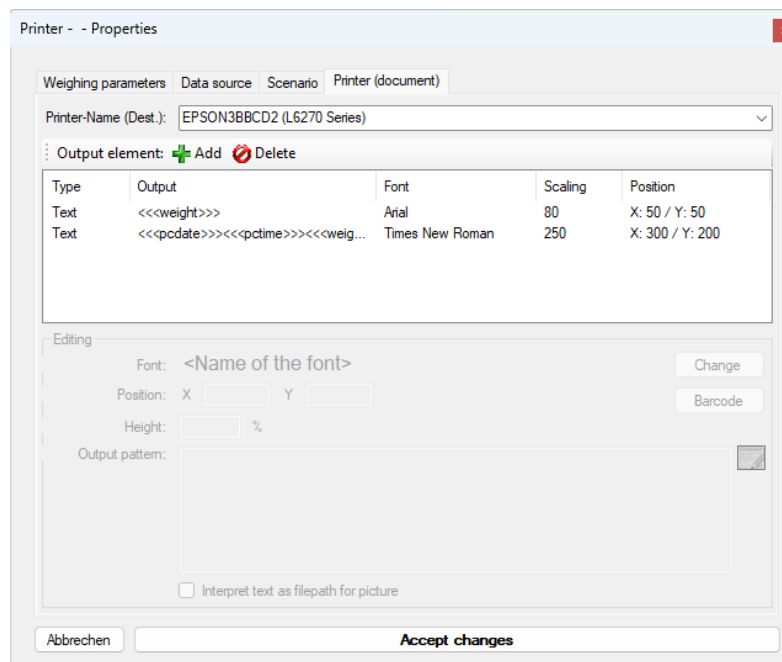 Printer - - Properties
Weighing parameters Data source Scenario Printer (document)
Printer-Name (Dest.): EPSON3BBCD2 (L6270 Series)
Output element: Add Delete
Type Output Font Scaling Position
Text <<<weight>>> Arial 80 X: 50 / Y: 50
Text <<<pcdate>>><<<pctime>>><<<weig... Times New Roman 250 X: 300 / Y: 200
Editing
Font: <Name of the font> Change
Position: X Y Barcode
Height: %
Output pattern:
Interpret text as filepath for picture
Abbrechen Accept changes